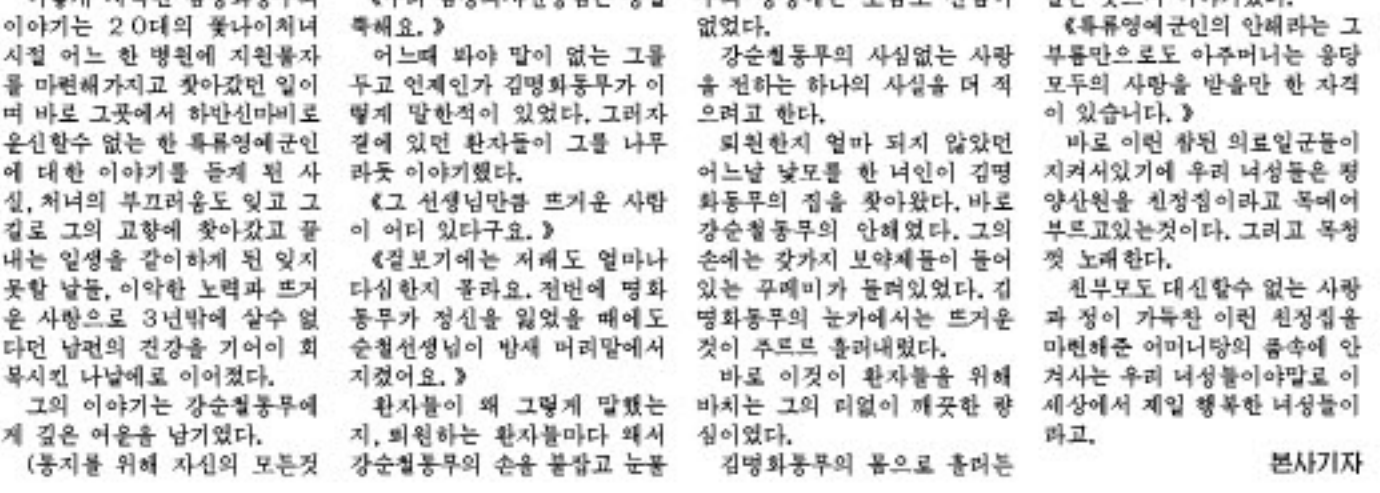 이야기는 20대의 꽃나이처녀
시절 어느 한 병원에 지원물자
를 마련해가지고 찾아갔던 일이
며 바로 그곳에서 하반신마비로
운신할수 없는 한 특류영예군인
에 대한 이야기를 듣게 된 사
실, 처녀의 부끄러움도 잊고 그
길로 그의 고향에 찾아갔고 끝
내는 일생을 같이하게 된 잊지
못할 날들, 이악한 노력과 뜨거
운 사랑으로 3년밖에 살수 없
다던 남편의 건강을 기어이 회
복시킨 나날에로 이어졌다.
그의 이야기는 강순철동무에
게 깊은 여운을 남기였다.
(동지를 위해 자신의 모든것
뚝해요.》
어느때 봐야 말이 없는 그를
두고 언제인가 김명화동무가 이
렇게 말한적이 있었다. 그러자
곁에 있던 환자들이 그를 나무
라듯 이야기했다.
《그 선생님만큼 뜨거운 사람
이 어디 있다구요.》
《겉보기에는 저래도 얼마나
다심한지 몰라요. 전번에 명화
동무가 정신을 잃었을 때에도
순철선생님이 밤새 머리맡에서
지켰어요.》
환자들이 왜 그렇게 말했는
지, 퇴원하는 환자들마다 왜서
강순철동무의 손을 붙잡고 눈물
없었다.
강순철동무의 사심없는 사랑
을 전하는 하나의 사실을 더 적
으려고 한다.
퇴원한지 얼마 되지 않았던
어느날 낯모를 한 녀인이 김명
화동무의 집을 찾아왔다. 바로
강순철동무의 안해였다. 그의
손에는 갖가지 보약제들이 들어
있는 꾸레미가 들려있었다. 김
명화동무의 눈가에서는 뜨거운
것이 주르르 흘러내렸다.
바로 이것이 환자들을 위해
바치는 그의 티없이 깨끗한 량
심이였다.
김명화동무의 몸으로 흘러든
《특류영예군인의 안해라는 그
부름만으로도 아주머니는 응당
모두의 사랑을 받을만 한 자격
이 있습니다.》
바로 이런 참된 의료일군들이
지켜서있기에 우리 녀성들은 평
양산원을 친정집이라고 목메여
부르고있는것이다. 그리고 목청
껏 노래한다.
친부모도 대신할수 없는 사랑
과 정이 가득찬 이런 친정집을
마련해준 어머니당의 품속에 안
겨사는 우리 녀성들이야말로 이
세상에서 제일 행복한 녀성들이
라고.
본사기자